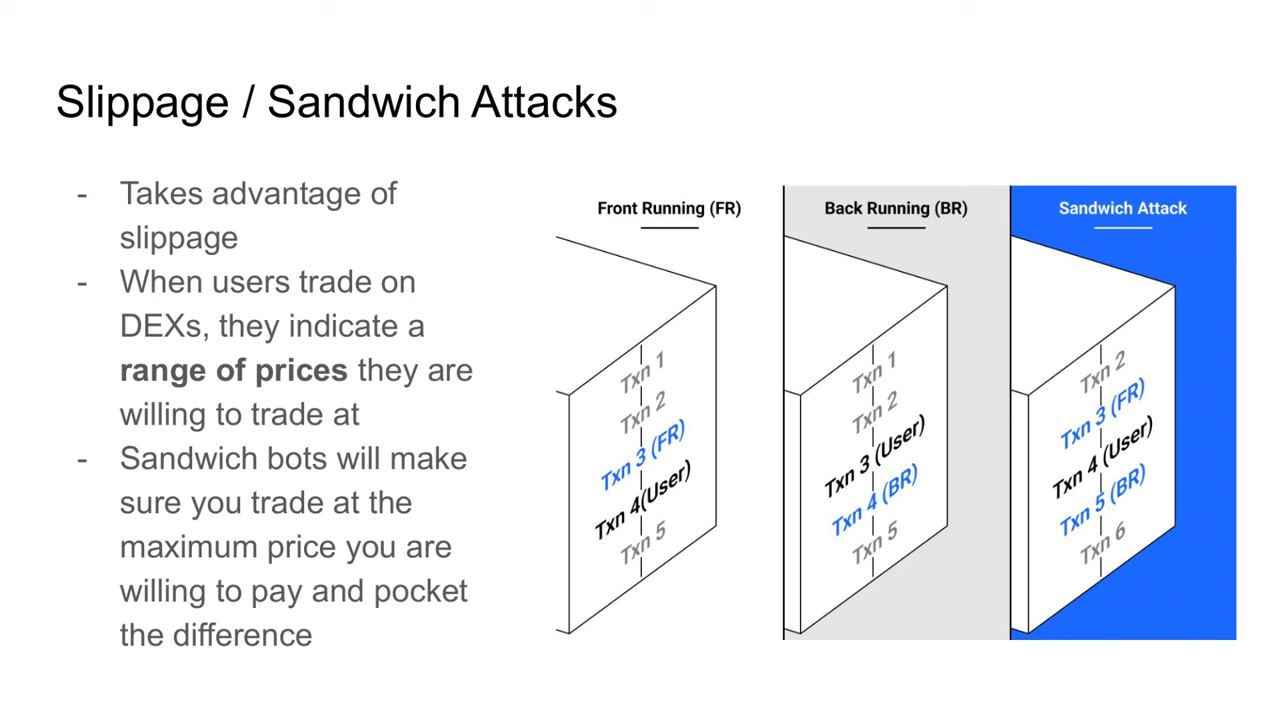 Slippage / Sandwich Attacks
- Takes advantage of
slippage
- When users trade on
DEXs, they indicate a
range of prices they are
willing to trade at
- Sandwich bots will make
sure you trade at the
maximum price you are
willing to pay and pocket
the difference
Front Running (FR)
Txn 1
Txn 2
Txn 3 (FR)
Txn 4(User)
Txn 5
Back Running (BR)
Txn 1
Txn 2
Txn 3 (User)
Txn 4 (BR)
Txn 5
Sandwich Attack
Txn 2
Txn 3 (FR)
Txn 4 (User)
Txn 5 (BR)
Txn 6